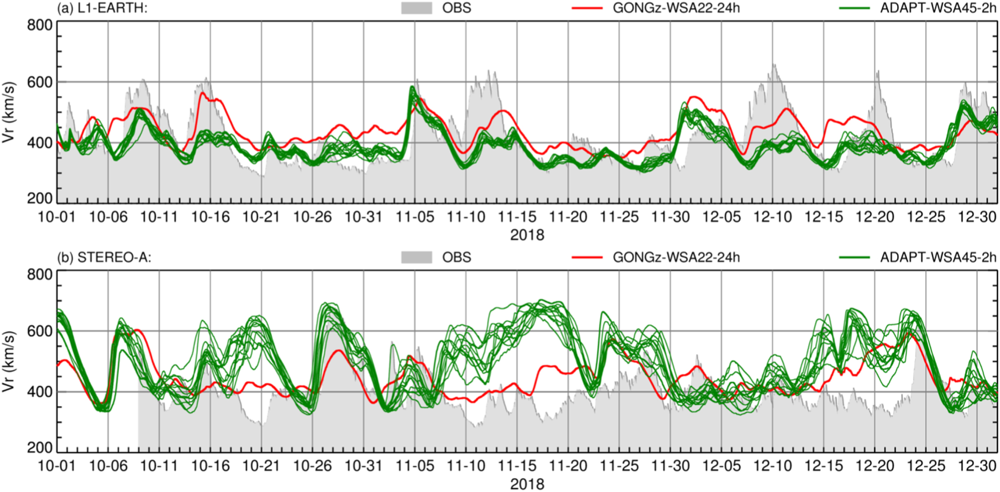 (a) L1-EARTH: OBS GONGz-WSA22-24h ADAPT-WSA45-2h
800
600
400
200
Vr (km/s)
10-01 10-06 10-11 10-16 10-21 10-26 10-31 11-05 11-10 11-15 11-20 11-25 11-30 12-05 12-10 12-15 12-20 12-25 12-30
2018
(b) STEREO-A: OBS GONGz-WSA22-24h ADAPT-WSA45-2h
800
600
400
200
Vr (km/s)
10-01 10-06 10-11 10-16 10-21 10-26 10-31 11-05 11-10 11-15 11-20 11-25 11-30 12-05 12-10 12-15 12-20 12-25 12-30
2018